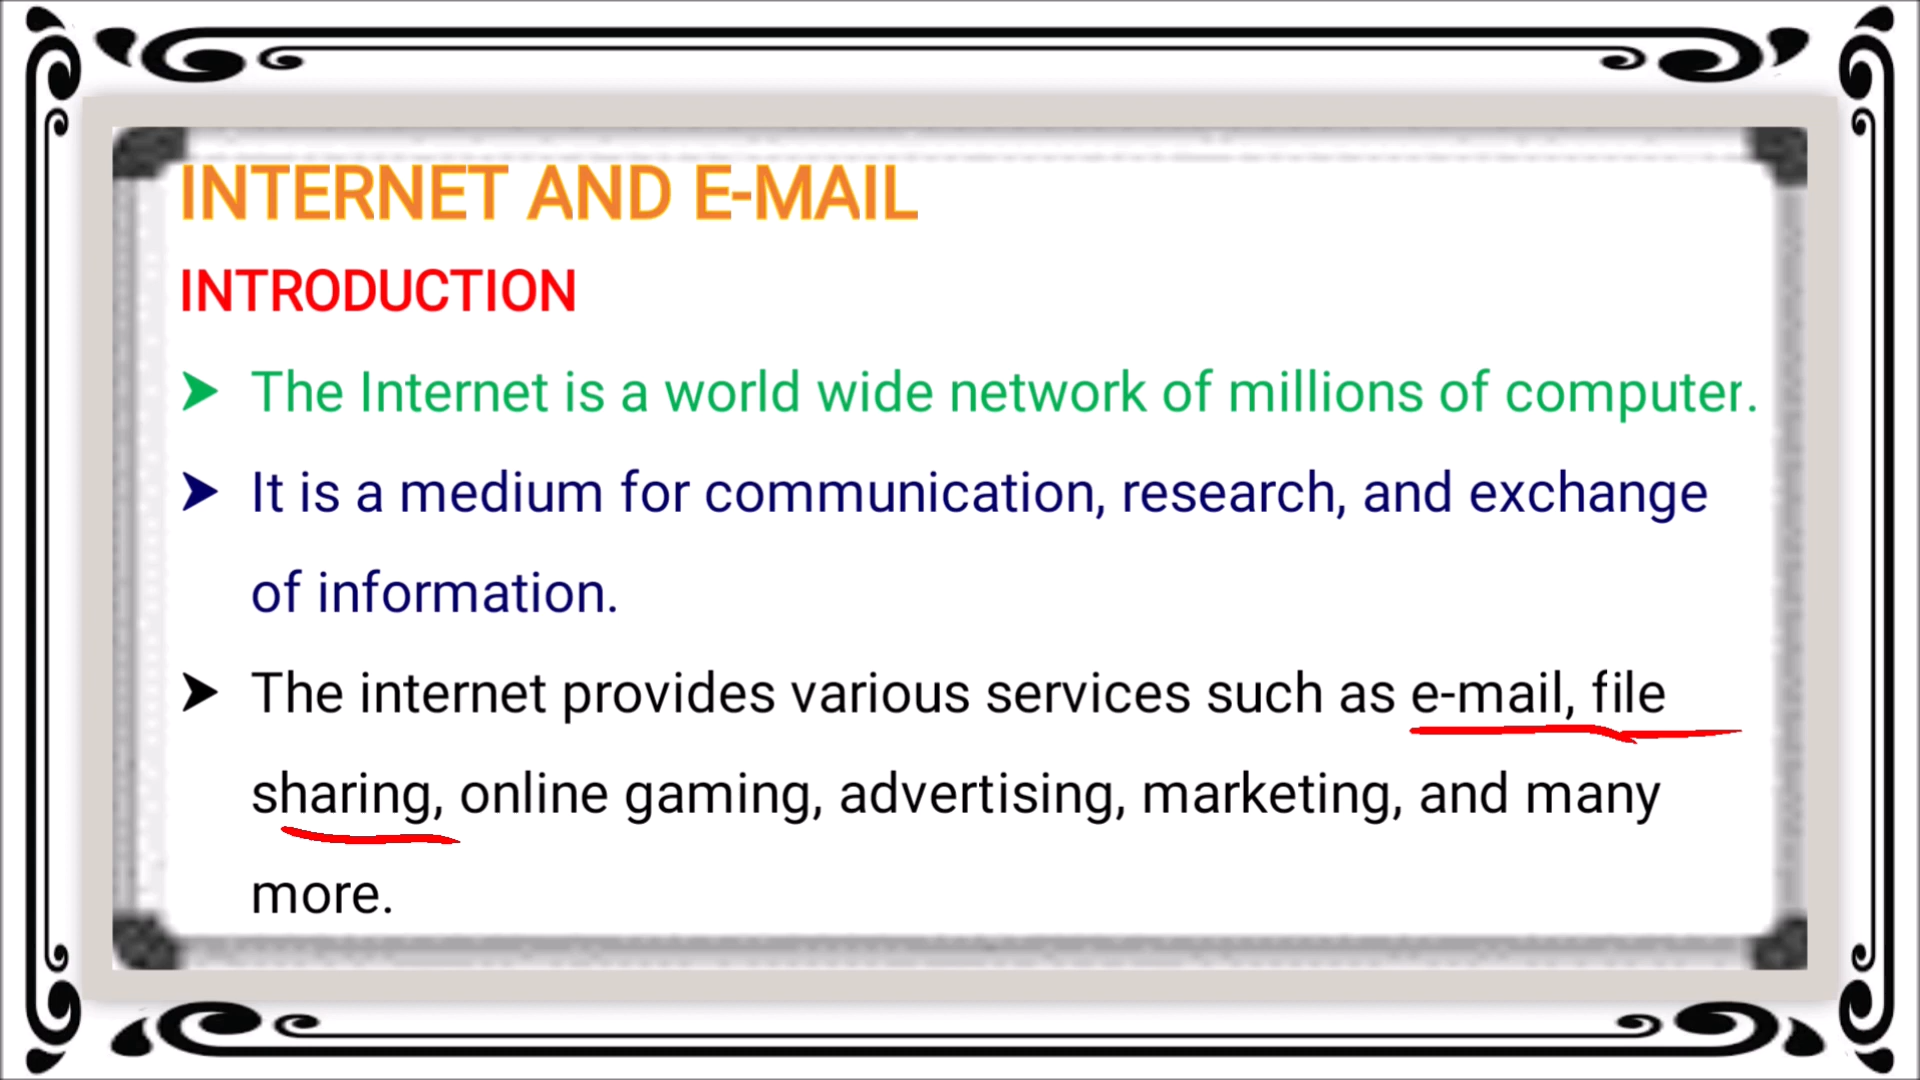 INTERNET AND E-MAIL
INTRODUCTION
➤ The Internet is a world wide network of millions of computer.
➤ It is a medium for communication, research, and exchange
of information.
➤ The internet provides various services such as e-mail, file
sharing, online gaming, advertising, marketing, and many
more.